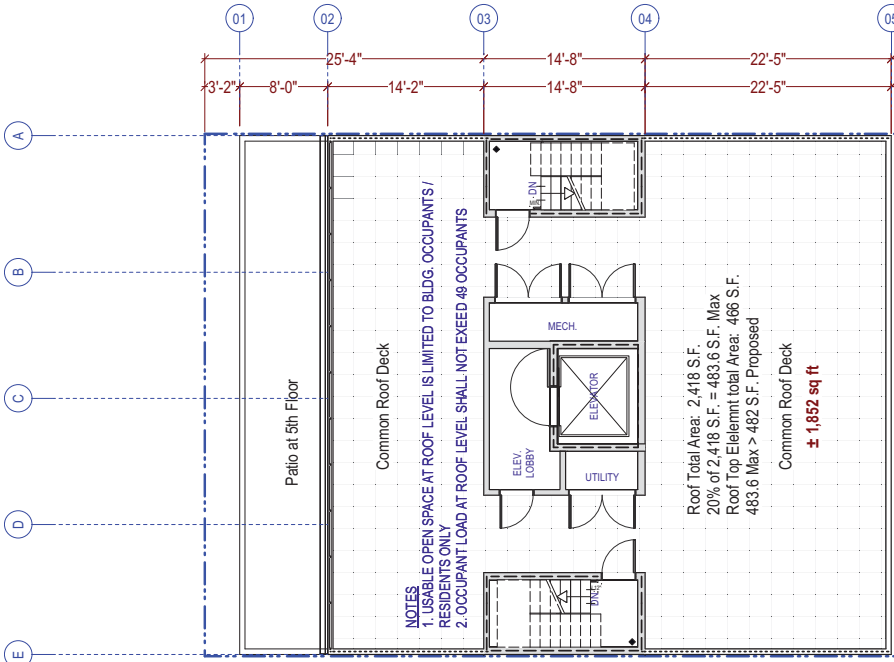 01
02
03
04
05
25'-4"
14'-8"
22'-5"
3'-2"
8'-0"
14'-2"
14'-8"
22'-5"
A
B
C
D
E
Patio at 5th Floor
Common Roof Deck
NOTES
1. USABLE OPEN SPACE AT ROOF LEVEL IS LIMITED TO BLDG. OCCUPANTS /
RESIDENTS ONLY
2. OCCUPANT LOAD AT ROOF LEVEL SHALL NOT EXEED 49 OCCUPANTS
DN
MECH.
ELEVATOR
ELEV.
LOBBY
UTILITY
DN
Roof Total Area: 2,418 S.F.
20% of 2,418 S.F. = 483.6 S.F. Max
Roof Top Elelemnt total Area: 466 S.F.
483.6 Max > 482 S.F. Proposed
Common Roof Deck
± 1,852 sq ft